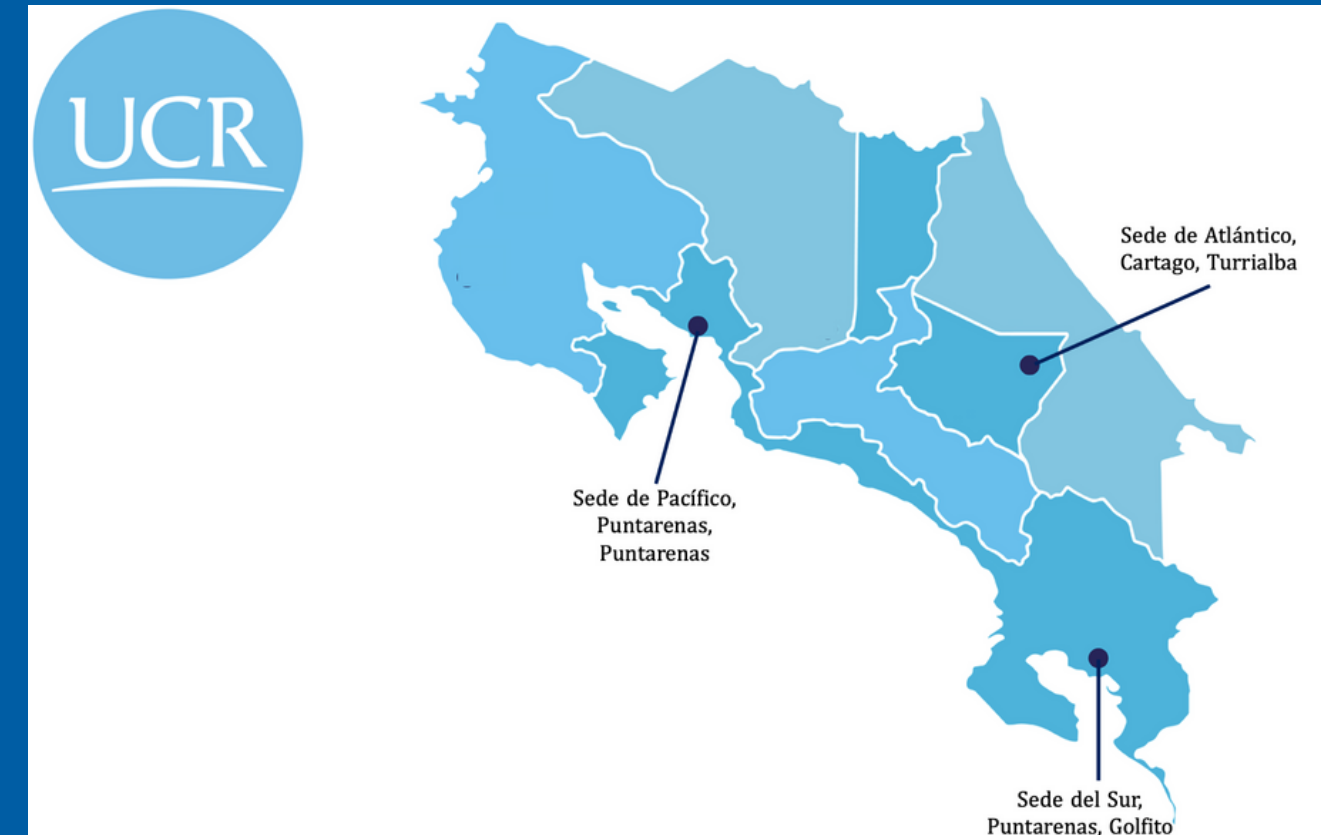 UCR
Sede de Atlántico,
Cartago, Turrialba
Sede de Pacífico,
Puntarenas,
Puntarenas
Sede del Sur,
Puntarenas, Golfito